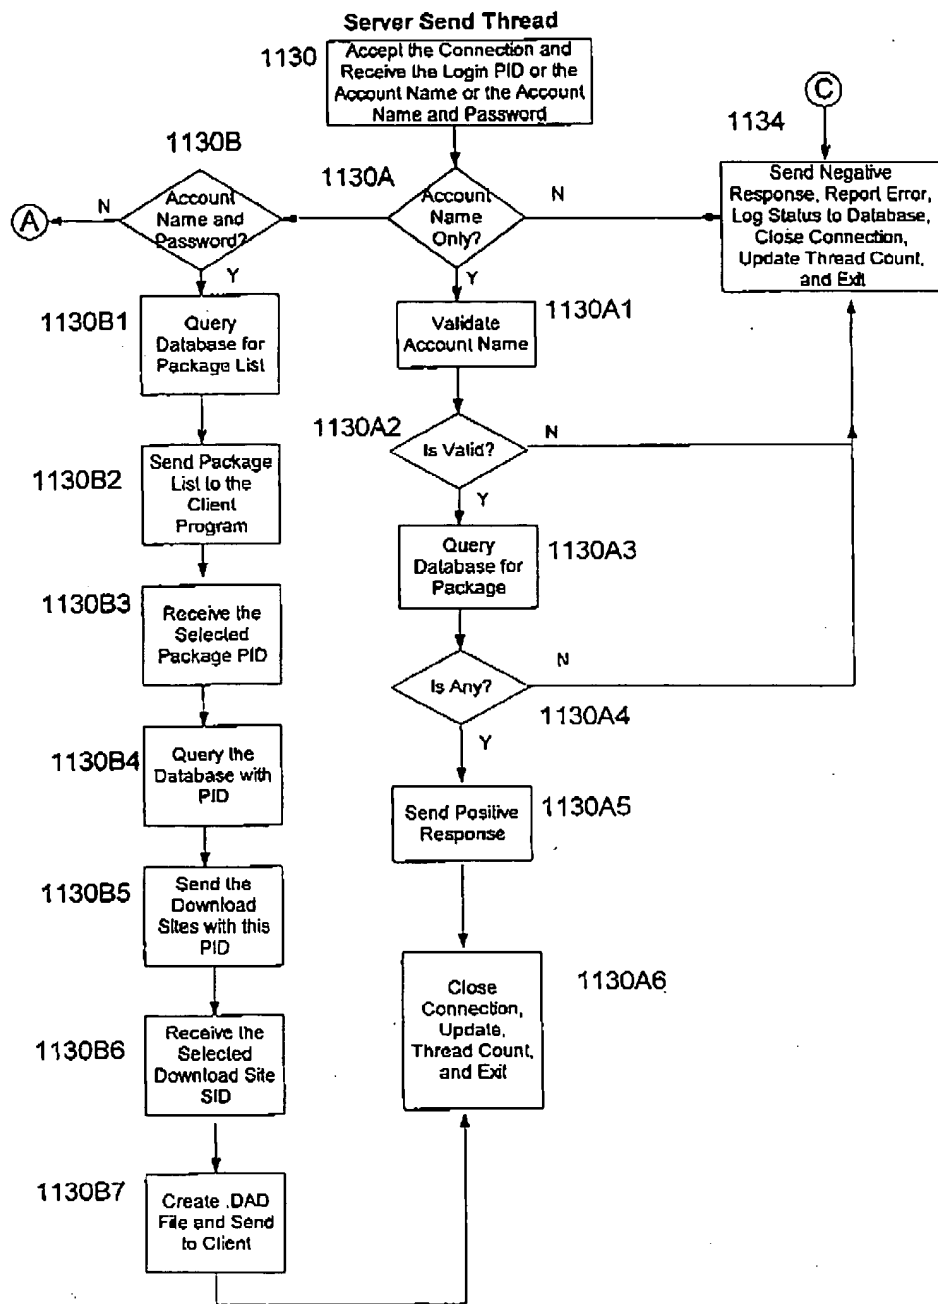 Server Send Thread
1130
Accept the Connection and
Receive the Login PID or the
Account Name or the Account
Name and Password
C
1134
Send Negative
Response, Report Error,
Log Status to Database,
Close Connection,
Update Thread Count,
and Exit
1130B
Account
Name and
Password?
N
A
Y
1130A
Account
Name
Only?
N
Y
1130B1
Query
Database for
Package List
1130A1
Validate
Account Name
1130A2
Is Valid?
N
Y
1130B2
Send Package
List to the
Client
Program
1130A3
Query
Database for
Package
1130B3
Receive the
Selected
Package PID
Is Any?
N
1130A4
Y
1130B4
Query the
Database with
PID
1130A5
Send Positive
Response
1130B5
Send the
Download
Sites with this
PID
1130A6
Close
Connection,
Update,
Thread Count,
and Exit
1130B6
Receive the
Selected
Download Site
SID
1130B7
Create .DAD
File and Send
to Client